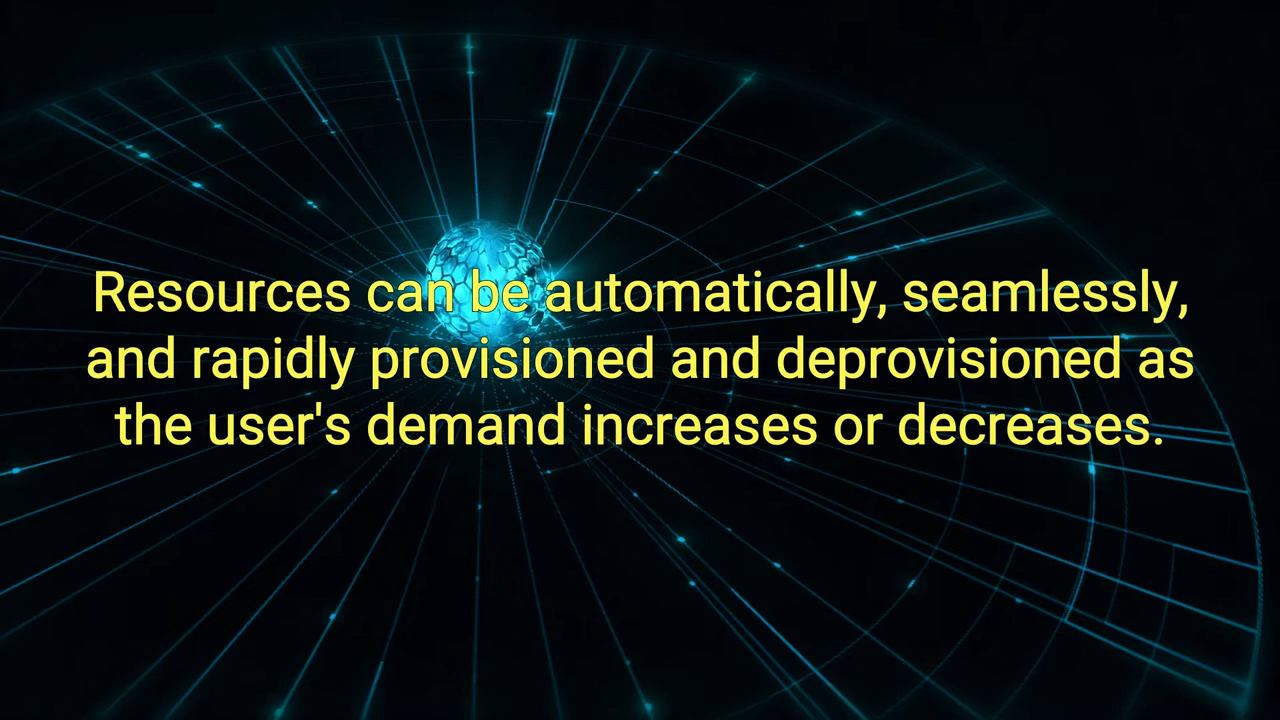 Resources can be automatically, seamlessly,
and rapidly provisioned and deprovisioned as
the user's demand increases or decreases.